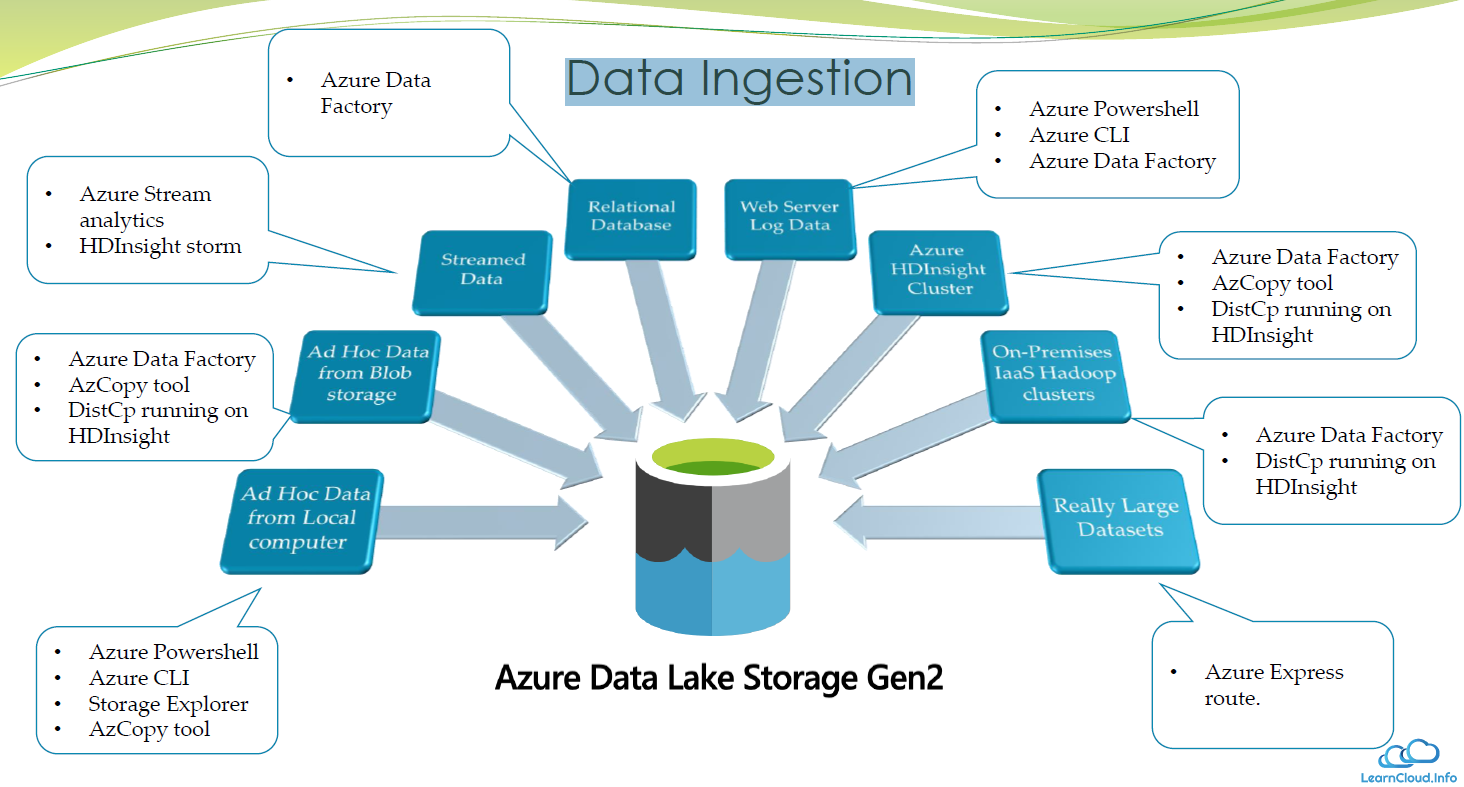 Data Ingestion
• Azure Data
Factory
• Azure Powershell
• Azure CLI
• Azure Data Factory
• Azure Stream
analytics
• HDInsight storm
Relational
Database
Web Server
Log Data
Streamed
Data
Azure
HDInsight
Cluster
• Azure Data Factory
• AzCopy tool
• DistCp running on
HDInsight
• Azure Data Factory
• AzCopy tool
• DistCp running on
HDInsight
Ad Hoc Data
from Blob
storage
On-Premises
IaaS Hadoop
clusters
• Azure Data Factory
• DistCp running on
HDInsight
Ad Hoc Data
from Local
computer
Really Large
Datasets
• Azure Powershell
• Azure CLI
• Storage Explorer
• AzCopy tool
Azure Data Lake Storage Gen2
• Azure Express
route.
LearnCloud.Info